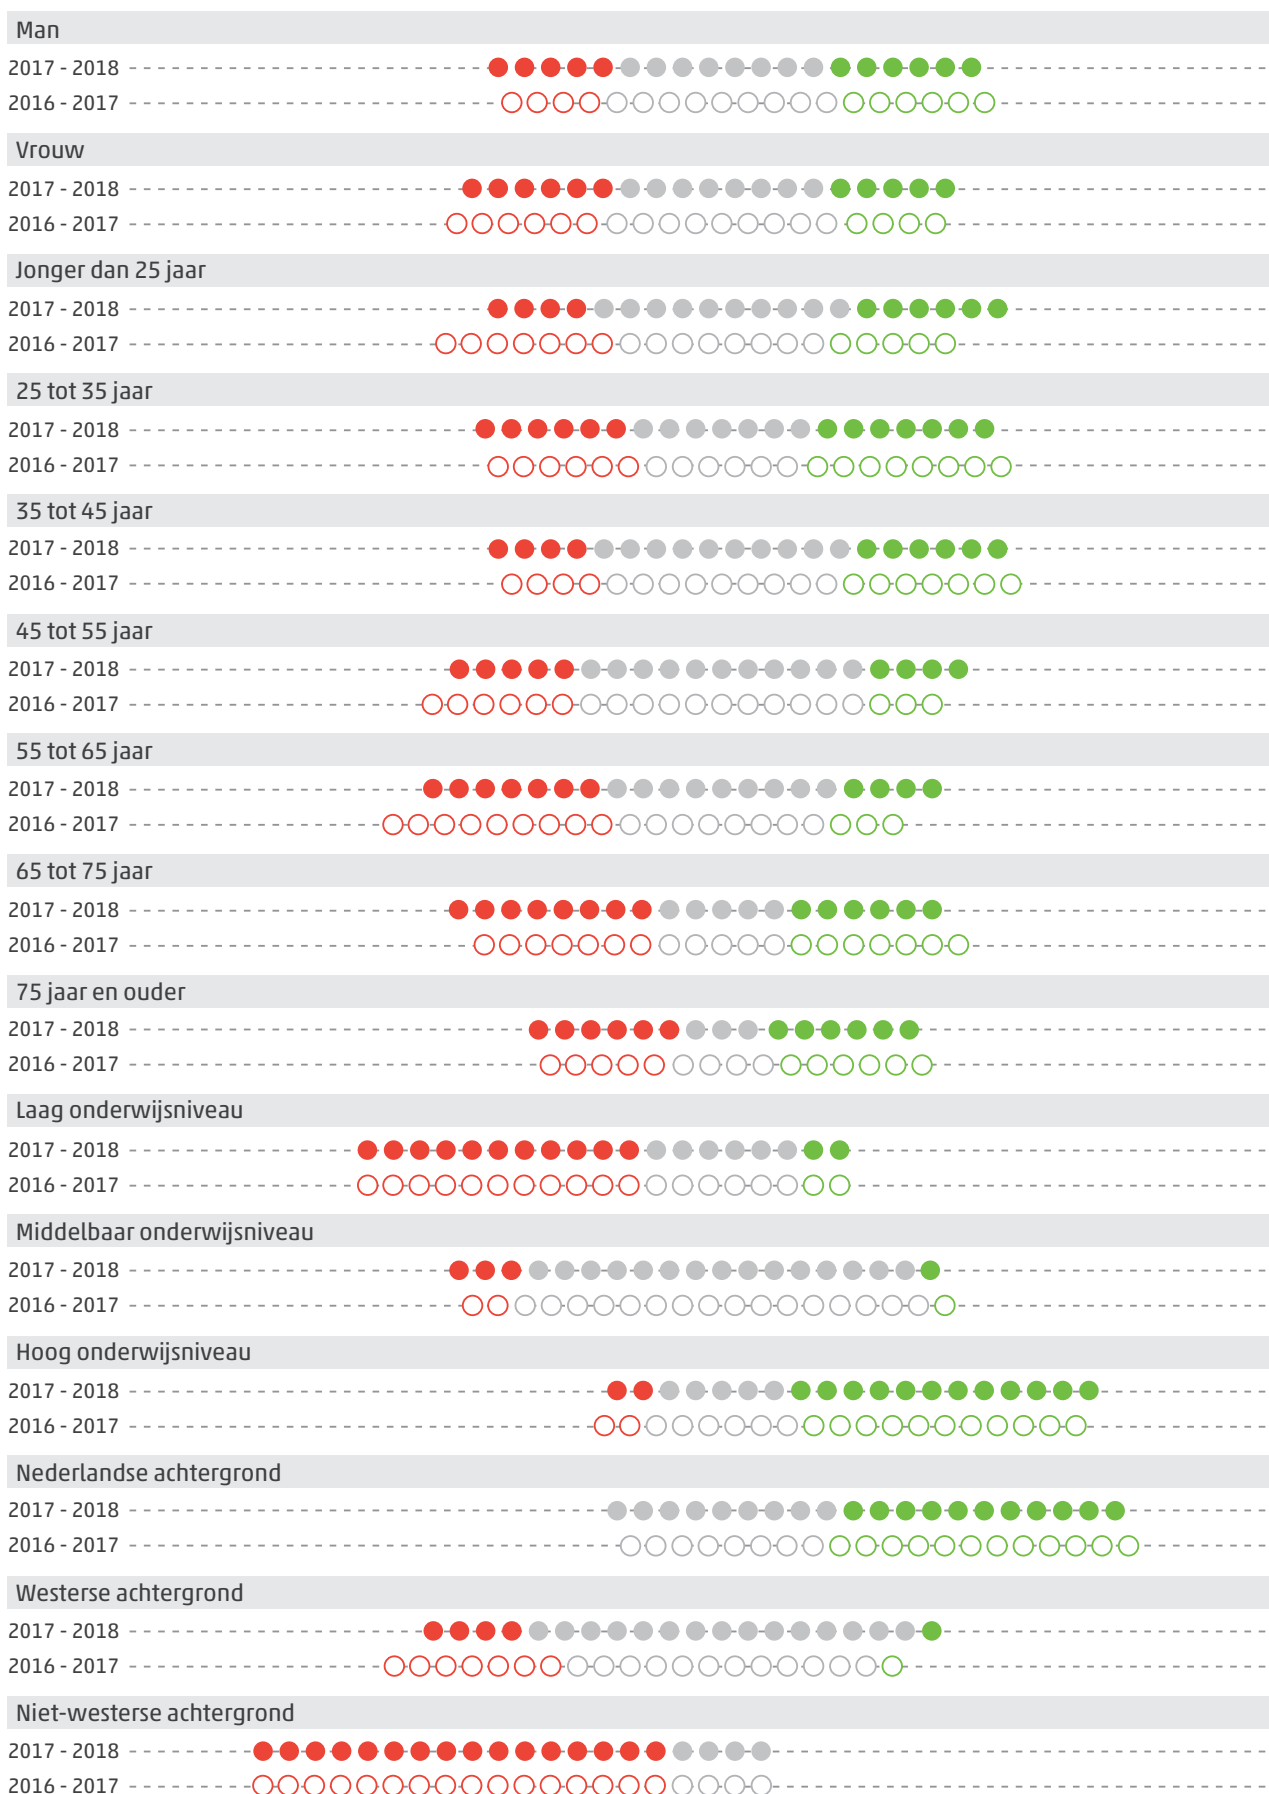 Man
2017 - 2018
2016 - 2017
Vrouw
2017 - 2018
2016 - 2017
Jonger dan 25 jaar
2017 - 2018
2016 - 2017
25 tot 35 jaar
2017 - 2018
2016 - 2017
35 tot 45 jaar
2017 - 2018
2016 - 2017
45 tot 55 jaar
2017 - 2018
2016 - 2017
55 tot 65 jaar
2017 - 2018
2016 - 2017
65 tot 75 jaar
2017 - 2018
2016 - 2017
75 jaar en ouder
2017 - 2018
2016 - 2017
Laag onderwijsniveau
2017 - 2018
2016 - 2017
Middelbaar onderwijsniveau
2017 - 2018
2016 - 2017
Hoog onderwijsniveau
2017 - 2018
2016 - 2017
Nederlandse achtergrond
2017 - 2018
2016 - 2017
Westerse achtergrond
2017 - 2018
2016 - 2017
Niet-westerse achtergrond
2017 - 2018
2016 - 2017